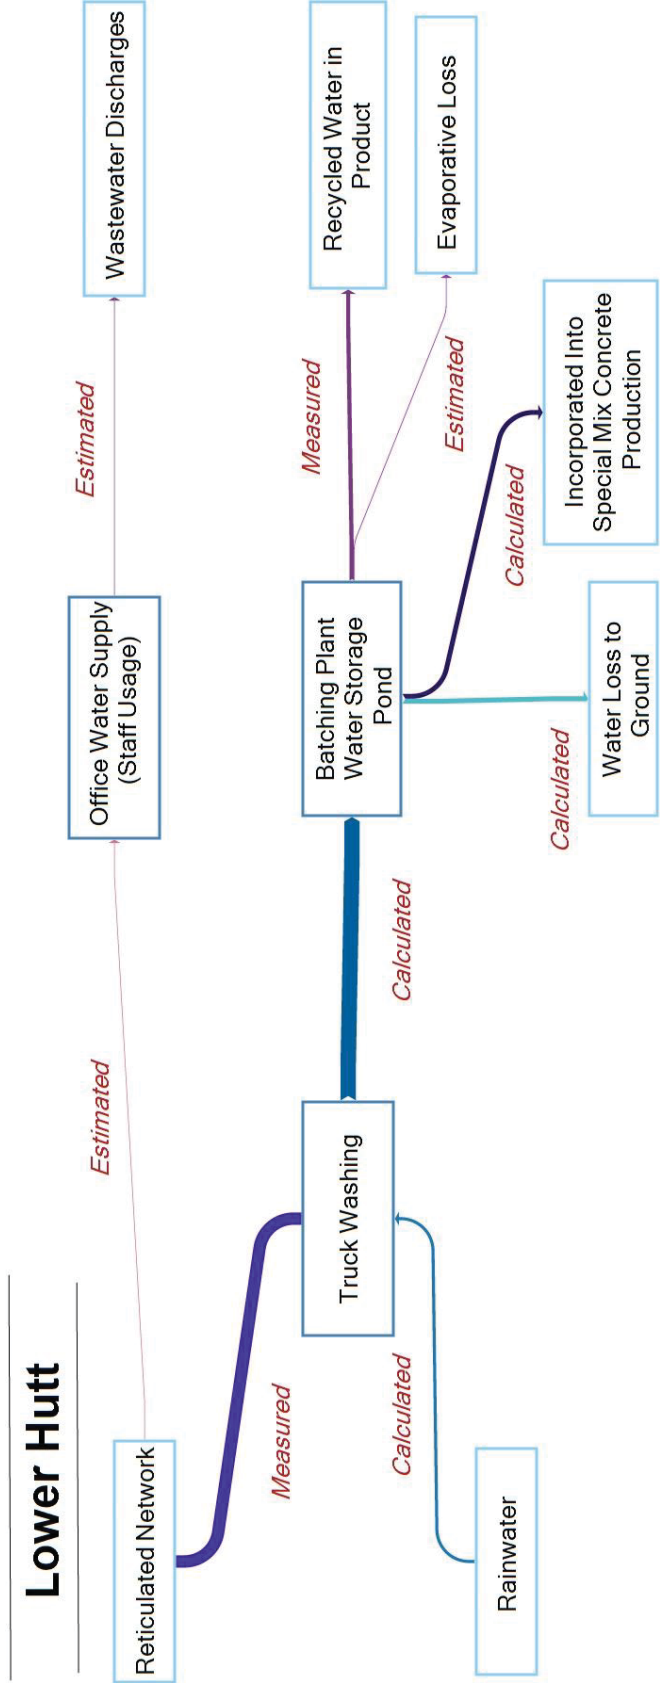 Lower Hutt
Reticulated Network
Estimated
Office Water Supply
(Staff Usage)
Estimated
Wastewater Discharges
Measured
Rainwater
Calculated
Truck Washing
Calculated
Batching Plant
Water Storage
Pond
Measured
Recycled Water in
Product
Estimated
Evaporative Loss
Calculated
Incorporated Into
Special Mix Concrete
Production
Calculated
Water Loss to
Ground